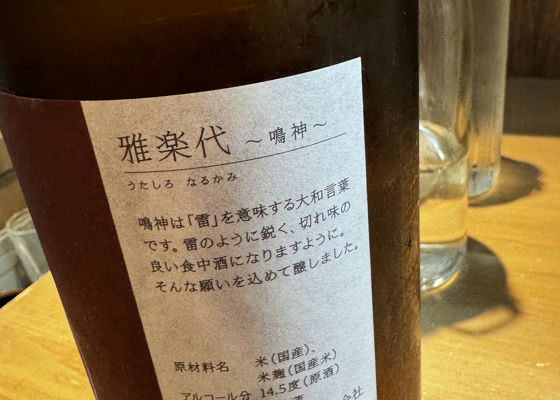 雅楽代 ～鳴神～
うたしろ なるかみ
鳴神は「雷」を意味する大和言葉
です。雷のように鋭く、切れ味の
良い食中酒になりますように。
そんな願いを込めて醸しました。
原材料名 米(国産)、
米麹(国産米)
アルコール分 14.5度(原酒)
会社